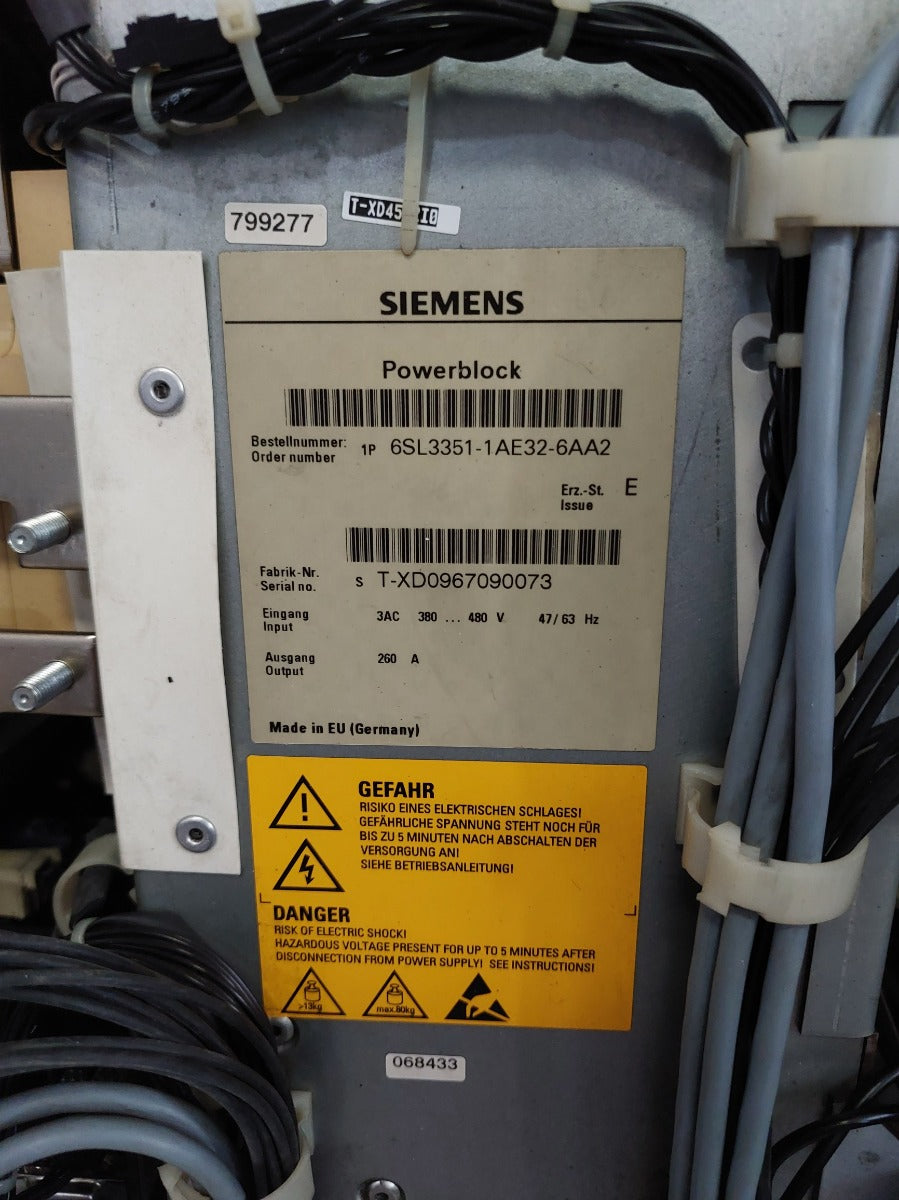 799277
SIEMENS
Powerblock
Bestellnummer:
Order number
1P 6SL3351-1AE32-6AA2
Erz.-St. E
Issue
Fabrik-Nr.
Serial no.
S T-XD0967090073
Eingang
Input
3AC 380 ... 480 V 47/63 Hz
Ausgang
Output
260 A
Made in EU (Germany)
GEFAHR
RISIKO EINES ELEKTRISCHEN SCHLAGES!
GEFÄHRLICHE SPANNUNG STEHT NOCH FÜR
BIS ZU 5 MINUTEN NACH ABSCHALTEN DER
VERSORGUNG AN!
SIEHE BETRIEBSANLEITUNG!
DANGER
RISK OF ELECTRIC SHOCK!
HAZARDOUS VOLTAGE PRESENT FOR UP TO 5 MINUTES AFTER
DISCONNECTION FROM POWER SUPPLY! SEE INSTRUCTIONS!
>13kg
max.80kg
068433